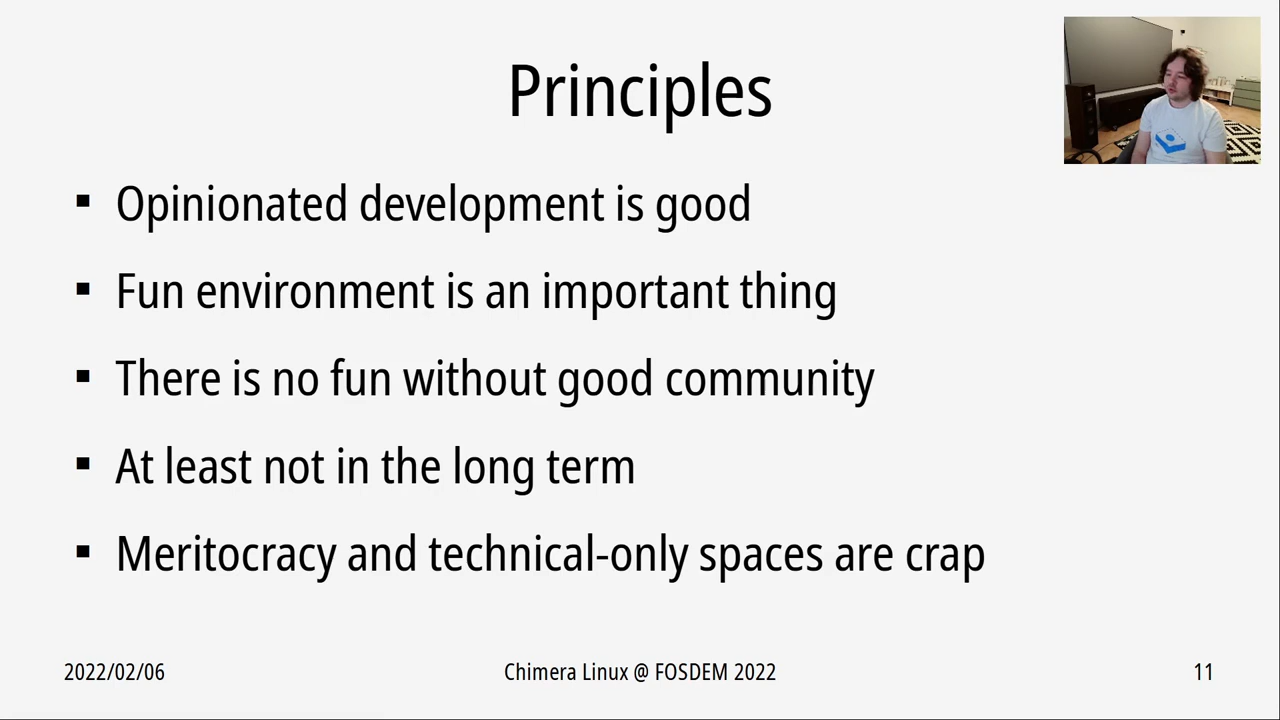 Principles
▪ Opinionated development is good
▪ Fun environment is an important thing
▪ There is no fun without good community
▪ At least not in the long term
▪ Meritocracy and technical-only spaces are crap
2022/02/06
Chimera Linux @ FOSDEM 2022
11